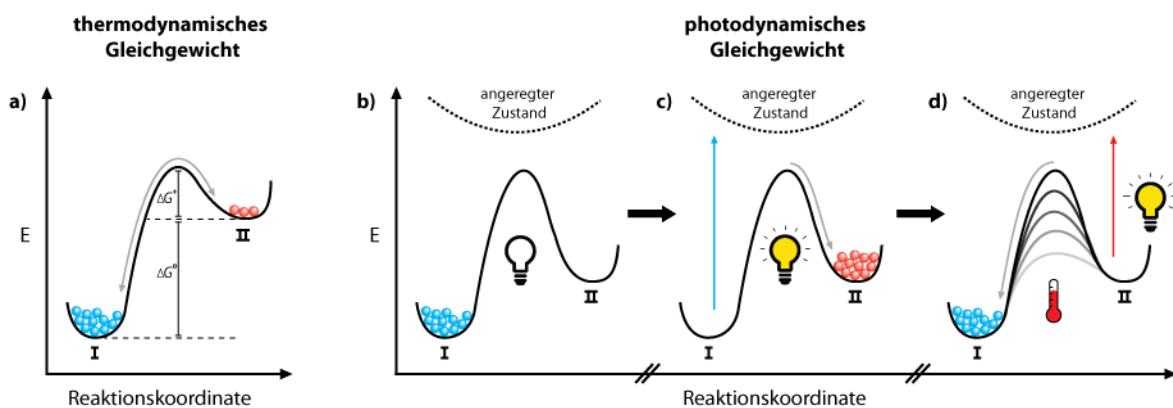 thermodynamisches
Gleichgewicht
photodynamisches
Gleichgewicht
a)
E
ΔG‡
ΔG°
I
II
Reaktionskoordinate
b)
angeregter
Zustand
E
I
II
c)
angeregter
Zustand
I
II
d)
angeregter
Zustand
I
II
Reaktionskoordinate